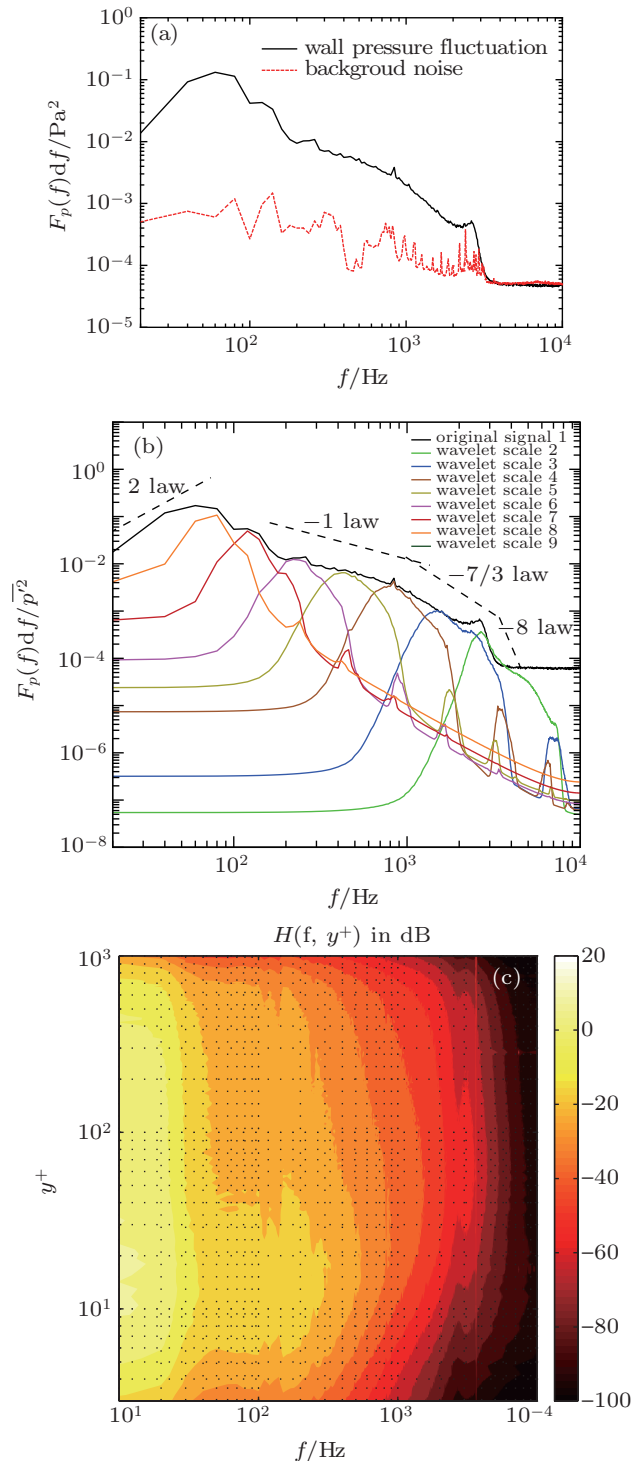 (a)
wall pressure fluctuation
backgroud noise
10^0
10^-1
10^-2
10^-3
10^-4
10^-5
F_p(f)df/Pa^2
10^2
10^3
10^4
f/Hz
(b)
original signal 1
wavelet scale 2
wavelet scale 3
wavelet scale 4
wavelet scale 5
wavelet scale 7
wavelet scale 8
wavelet scale 9
2 law
−1 law
−7/3 law
−8 law
10^0
10^-2
10^-4
10^-6
10^-8
F_p(f)df/p'^2
10^2
10^3
10^4
f/Hz
H(f, y^+) in dB
(c)
10^3
10^2
10^1
y^+
10^1
10^2
10^3
10^-4
f/Hz
20
0
−20
−40
−60
−80
−100